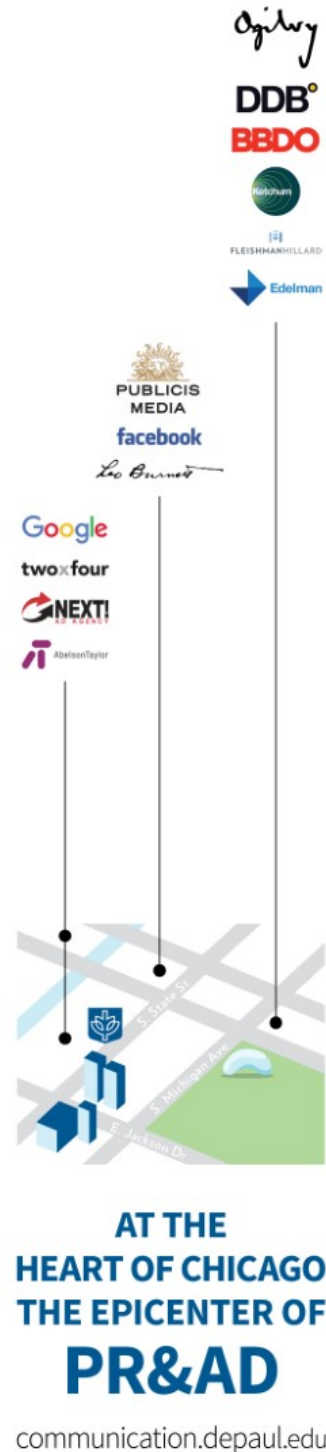 Ogilvy
DDB°
BBDO
Ketchum
FLEISHMANHILLARD
Edelman
PUBLICIS
MEDIA
facebook
Leo Burnett
Google
twoxfour
NEXT!
AD AGENCY
AbelsonTaylor
S. State St
S. Michigan Ave
E. Jackson Dr
AT THE
HEART OF CHICAGO
THE EPICENTER OF
PR&AD
communication.depaul.edu